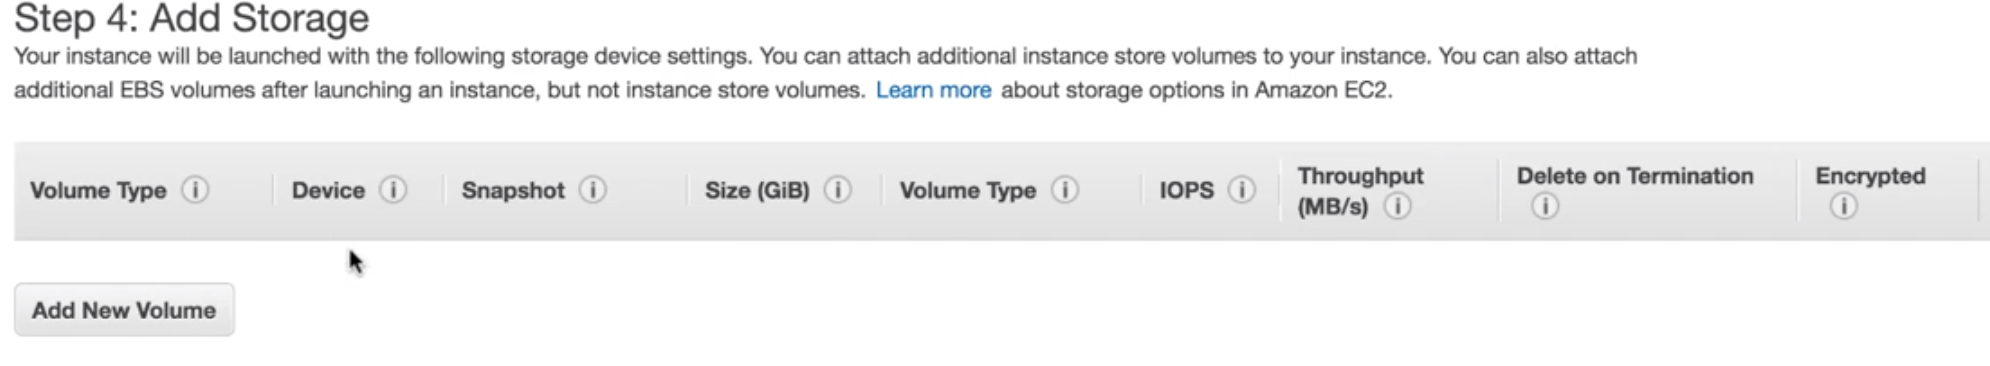 Step 4: Add Storage
Your instance will be launched with the following storage device settings. You can attach additional instance store volumes to your instance. You can also attach
additional EBS volumes after launching an instance, but not instance store volumes. Learn more about storage options in Amazon EC2.
Volume Type i Device i Snapshot i Size (GiB) i Volume Type i IOPS i Throughput (MB/s) i Delete on Termination i Encrypted i
Add New Volume